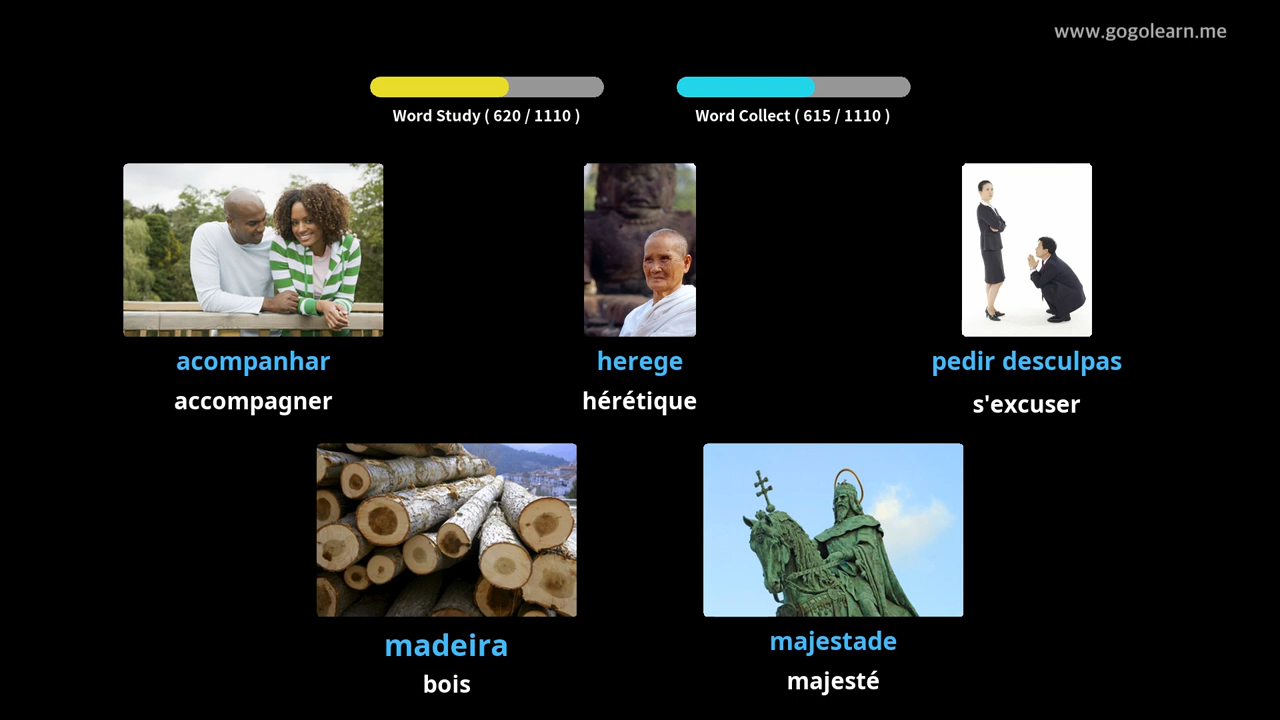 www.gogolearn.me
Word Study ( 620 / 1110 )
Word Collect ( 615 / 1110 )
acompanhar
accompagner
herege
hérétique
pedir desculpas
s'excuser
madeira
bois
majestade
majesté